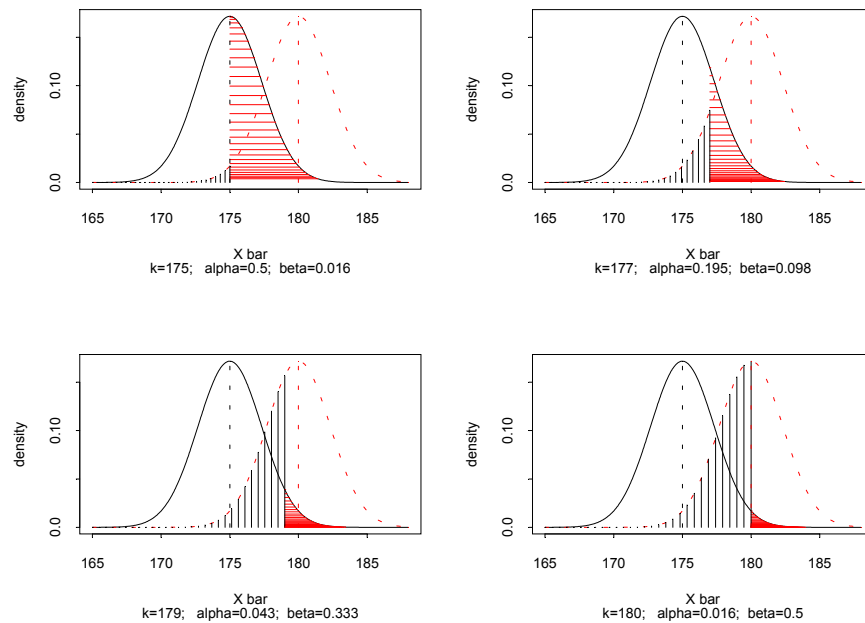 density
0.10
0.0
165 170 175 180 185
X bar
k=175; alpha=0.5; beta=0.016
density
0.10
0.0
165 170 175 180 185
X bar
k=177; alpha=0.195; beta=0.098
density
0.10
0.0
165 170 175 180 185
X bar
k=179; alpha=0.043; beta=0.333
density
0.10
0.0
165 170 175 180 185
X bar
k=180; alpha=0.016; beta=0.5